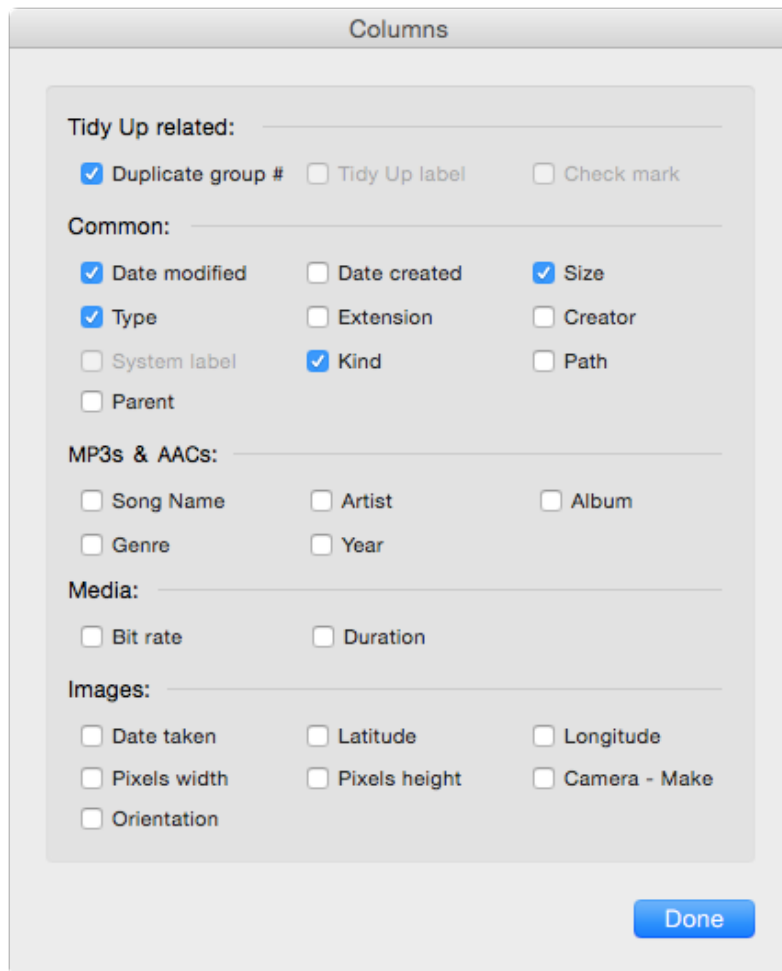 Columns
Tidy Up related:
Duplicate group # Tidy Up label Check mark
Common:
Date modified Date created Size
Type Extension Creator
System label Kind Path
Parent
MP3s & AACs:
Song Name Artist Album
Genre Year
Media:
Bit rate Duration
Images:
Date taken Latitude Longitude
Pixels width Pixels height Camera - Make
Orientation
Done